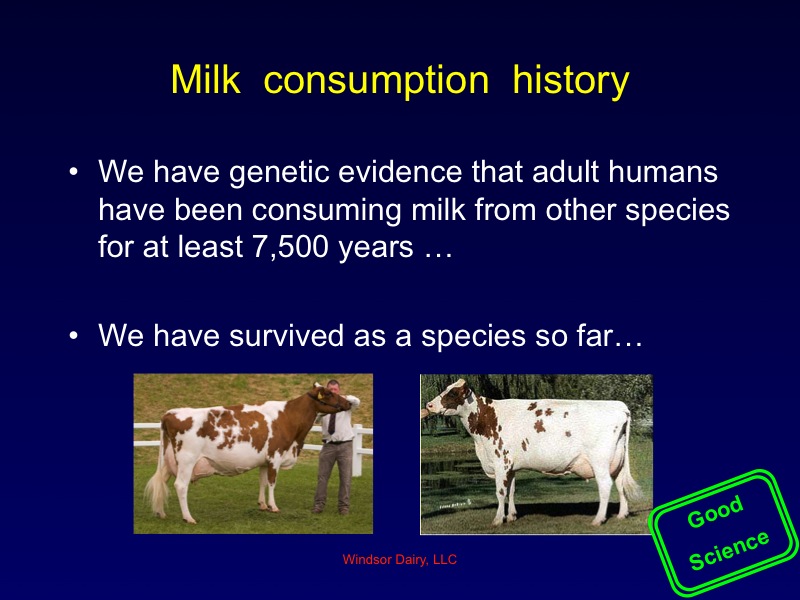 Milk consumption history
• We have genetic evidence that adult humans
have been consuming milk from other species
for at least 7,500 years …
• We have survived as a species so far…
Good
Science
Windsor Dairy, LLC